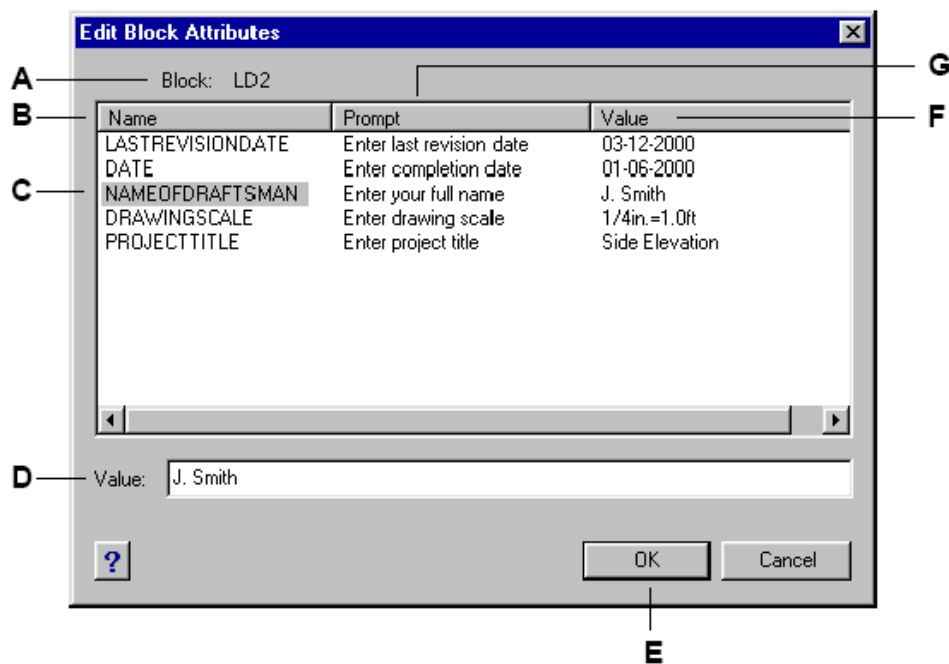 Edit Block Attributes
A Block: LD2 G
B Name Prompt Value F
LASTREVISIONDATE Enter last revision date 03-12-2000
DATE Enter completion date 01-06-2000
C NAMEOFDRAFTSMAN Enter your full name J. Smith
DRAWINGSCALE Enter drawing scale 1/4in.=1.0ft
PROJECTTITLE Enter project title Side Elevation
D Value: J. Smith
? OK Cancel
E